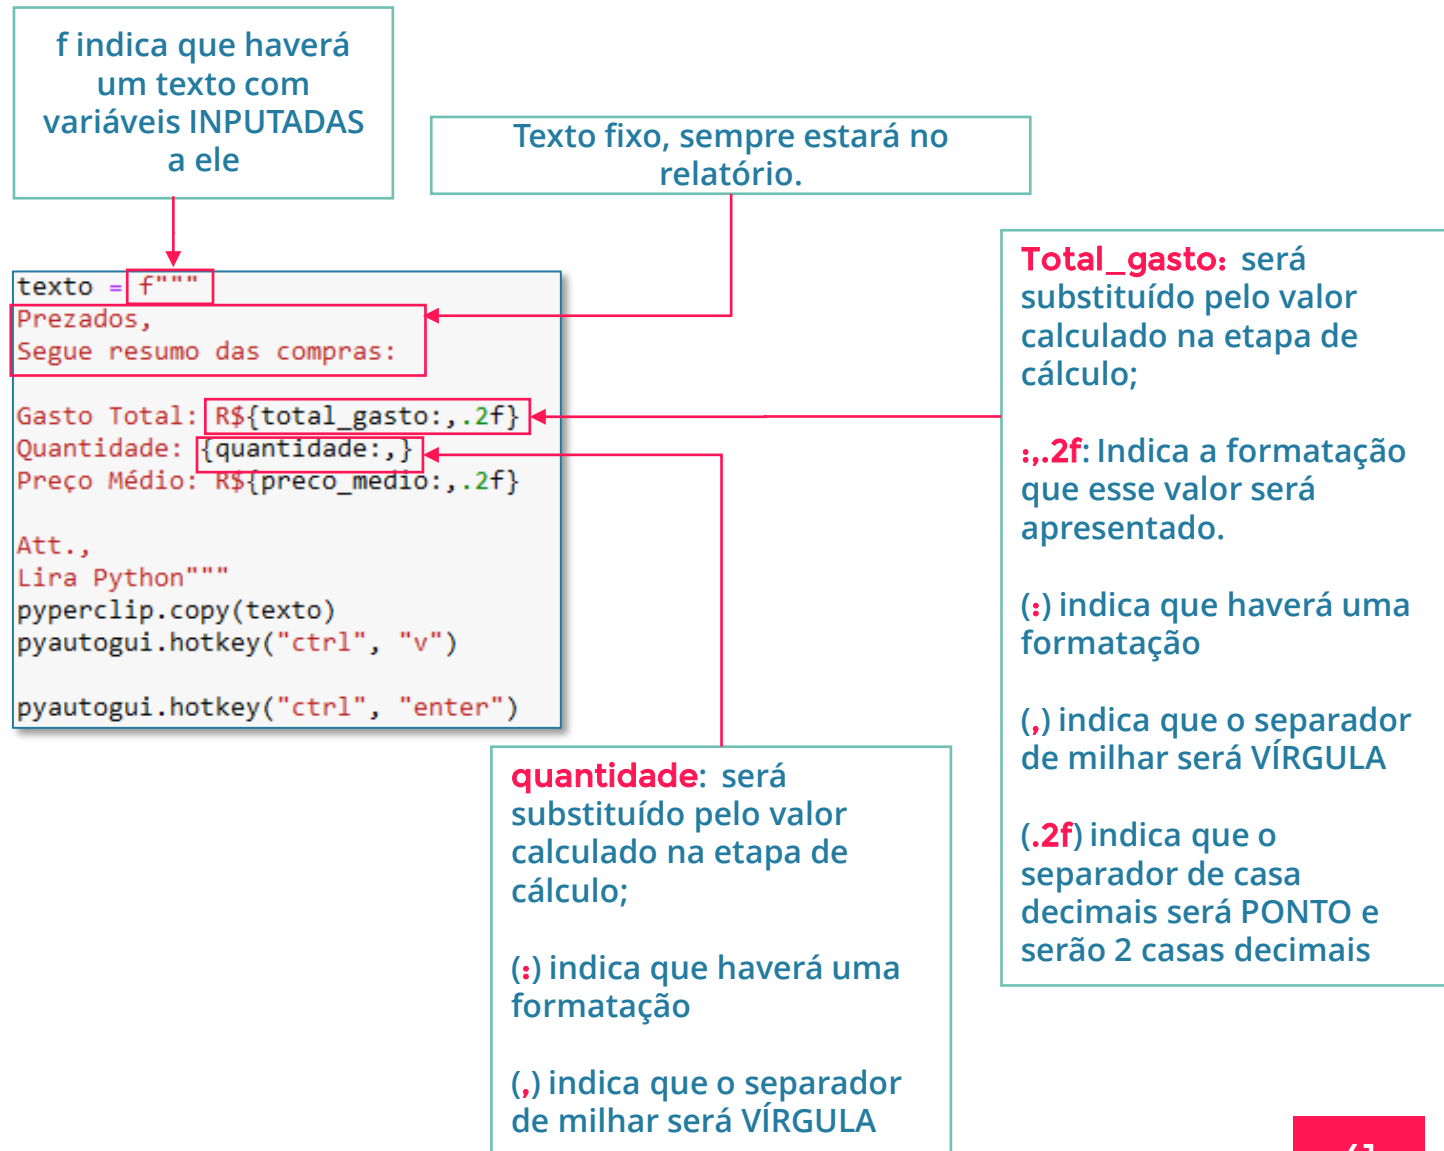 f indica que haverá
um texto com
variáveis INPUTADAS
a ele
Texto fixo, sempre estará no
relatório.
texto = f"""
Prezados,
Segue resumo das compras:
Gasto Total: R${total_gasto:,.2f}
Quantidade: {quantidade:,}
Preço Médio: R${preco_medio:,.2f}
Att.,
Lira Python"""
pyperclip.copy(texto)
pyautogui.hotkey("ctrl", "v")
pyautogui.hotkey("ctrl", "enter")
Total_gasto: será
substituído pelo valor
calculado na etapa de
cálculo;
:,.2f: Indica a formatação
que esse valor será
apresentado.
(:) indica que haverá uma
formatação
(,) indica que o separador
de milhar será VÍRGULA
(.2f) indica que o
separador de casa
decimais será PONTO e
serão 2 casas decimais
quantidade: será
substituído pelo valor
calculado na etapa de
cálculo;
(:) indica que haverá uma
formatação
(,) indica que o separador
de milhar será VÍRGULA